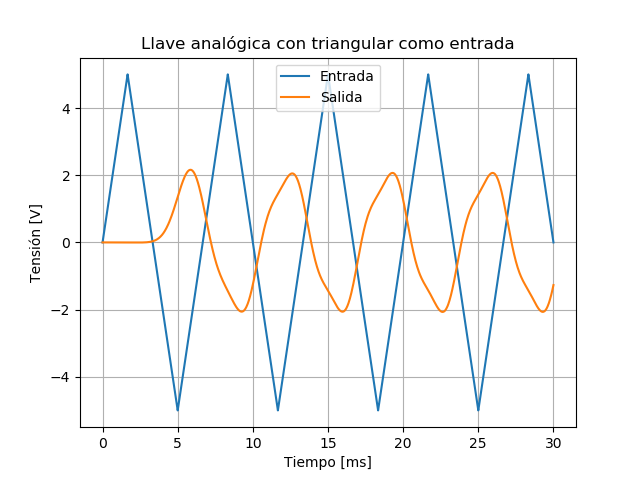 Llave analógica con triangular como entrada
Entrada
Salida
Tensión [V]
4
2
0
−2
−4
0 5 10 15 20 25 30
Tiempo [ms]